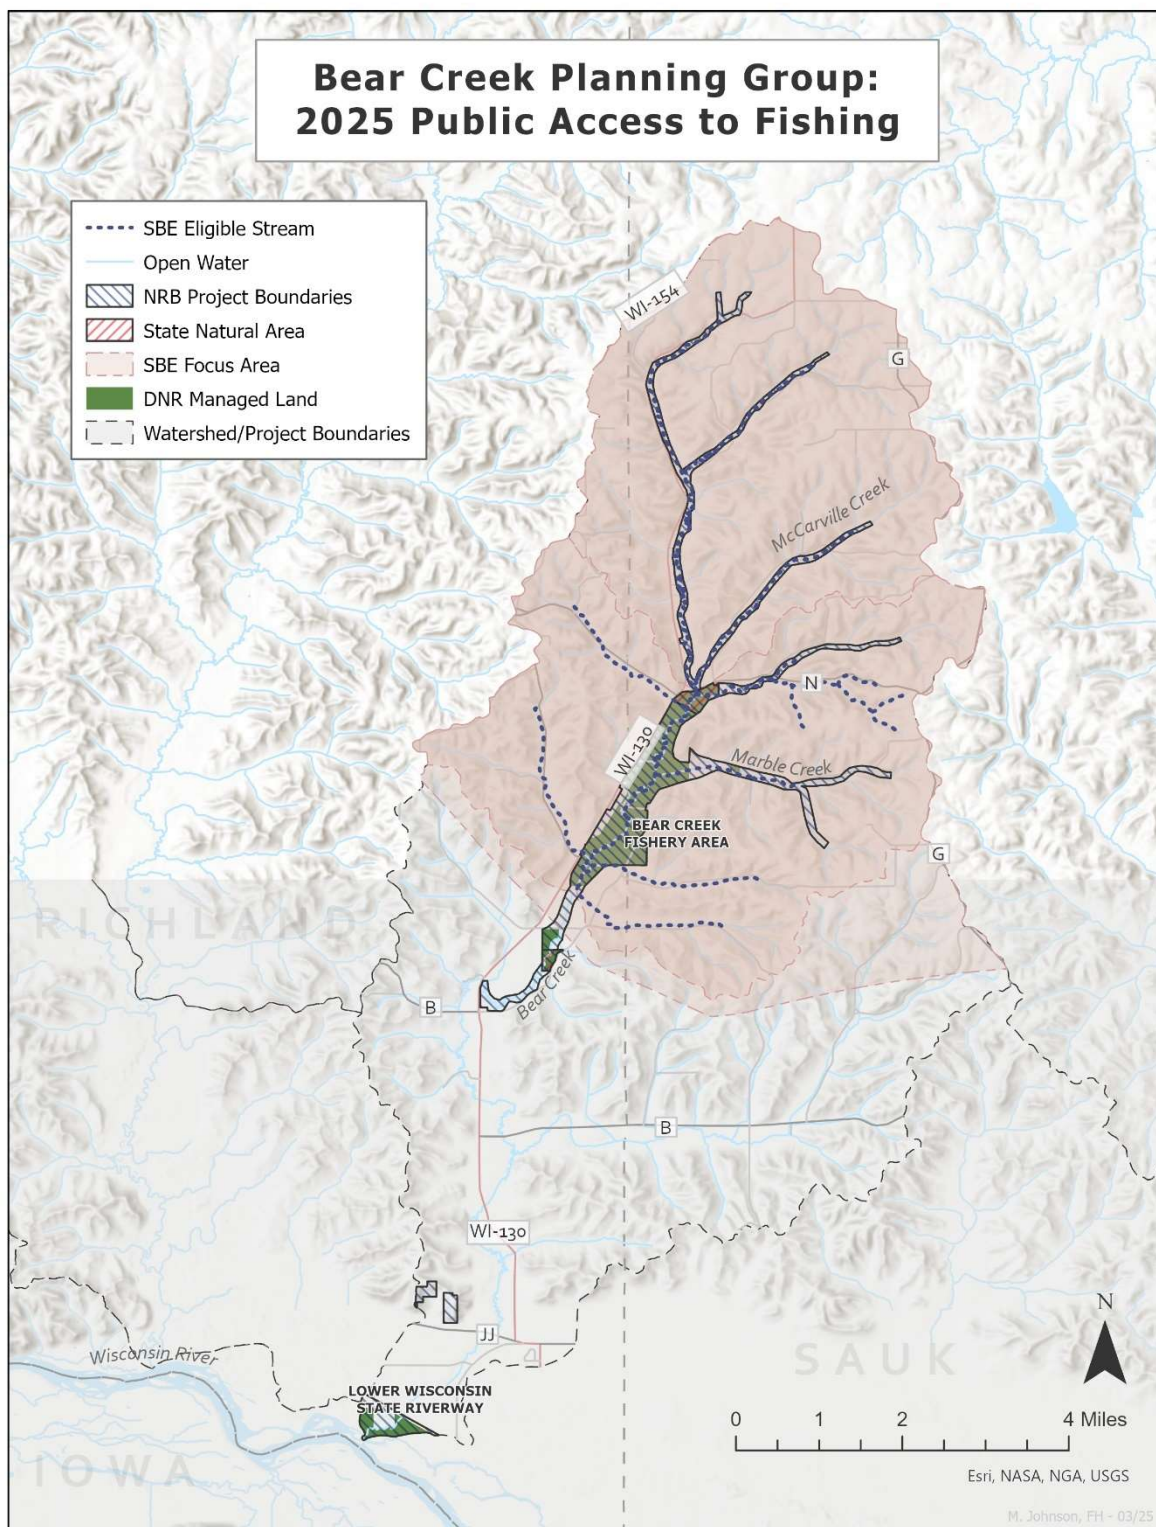 Bear Creek Planning Group:
2025 Public Access to Fishing
SBE Eligible Stream
Open Water
NRB Project Boundaries
State Natural Area
SBE Focus Area
DNR Managed Land
Watershed/Project Boundaries
WI-154
G
McCarville Creek
N
WI-130
Marble Creek
BEAR CREEK
FISHERY AREA
G
RICHLAND
Bear Creek
B
B
WI-130
JJ
Wisconsin River
SAUK
N
LOWER WISCONSIN
STATE RIVERWAY
IOWA
0 1 2 4 Miles
Esri, NASA, NGA, USGS
M. Johnson, FH - 03/25